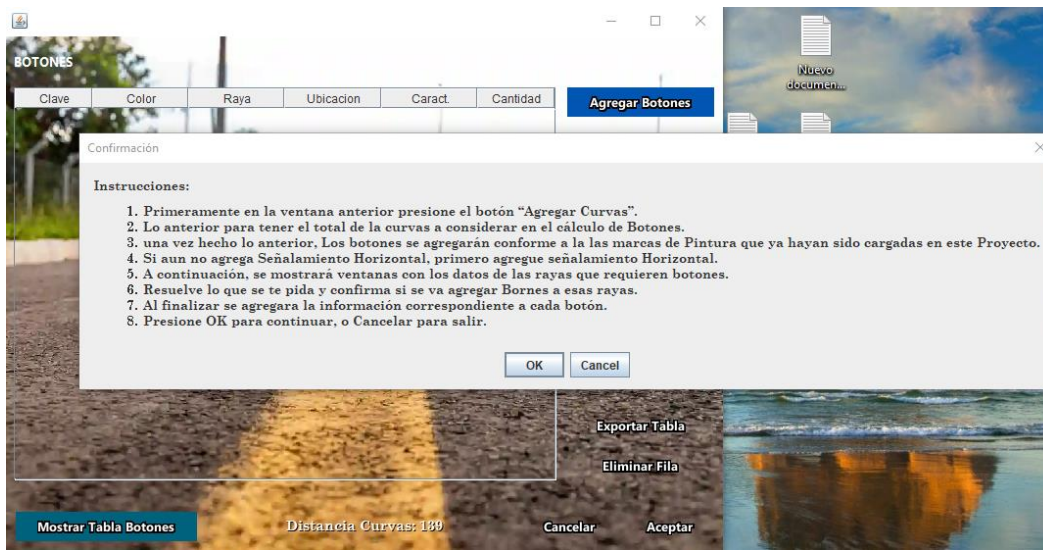 BOTONES
Clave Color Raya Ubicacion Caract. Cantidad
Agregar Botones
Nuevo
documen...
Confirmación
Instrucciones:
1. Primeramente en la ventana anterior presione el botón “Agregar Curvas”.
2. Lo anterior para tener el total de la curvas a considerar en el cálculo de Botones.
3. una vez hecho lo anterior, Los botones se agregarán conforme a la las marcas de Pintura que ya hayan sido cargadas en este Proyecto.
4. Si aun no agrega Señalamiento Horizontal, primero agregue señalamiento Horizontal.
5. A continuación, se mostrará ventanas con los datos de las rayas que requieren botones.
6. Resuelve lo que se te pida y confirma si se va agregar Bornes a esas rayas.
7. Al finalizar se agregara la información correspondiente a cada botón.
8. Presione OK para continuar, o Cancelar para salir.
OK Cancel
Exportar Tabla
Eliminar Fila
Mostrar Tabla Botones Distancia Curvas: 139 Cancelar Aceptar